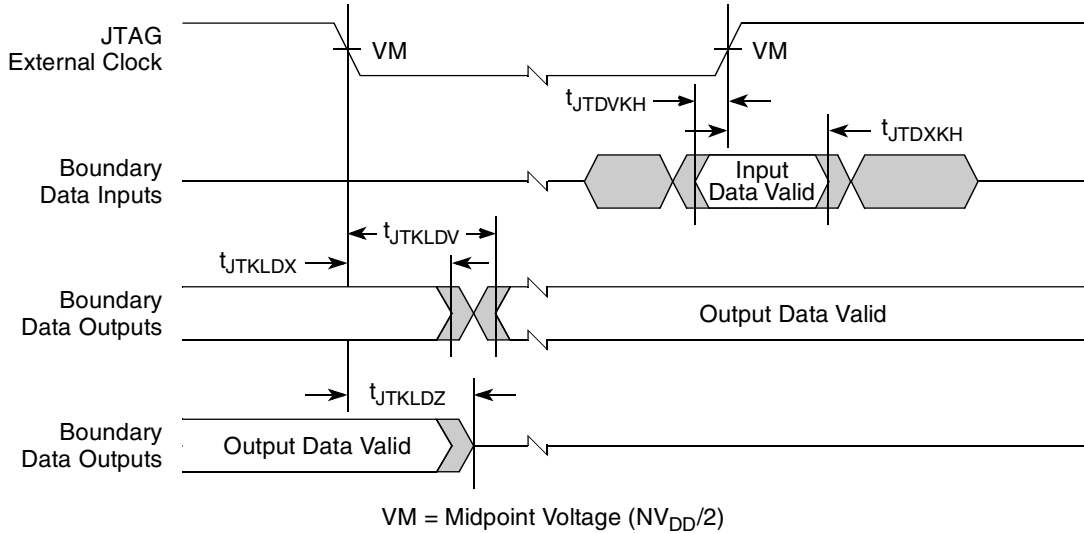 JTAG
External Clock
VM
VM
tJTDVKH
tJTDXKH
Boundary
Data Inputs
Input
Data Valid
tJTKLDV
tJTKLDX
Boundary
Data Outputs
Output Data Valid
tJTKLDZ
Boundary
Data Outputs
Output Data Valid
VM = Midpoint Voltage (NVDD/2)